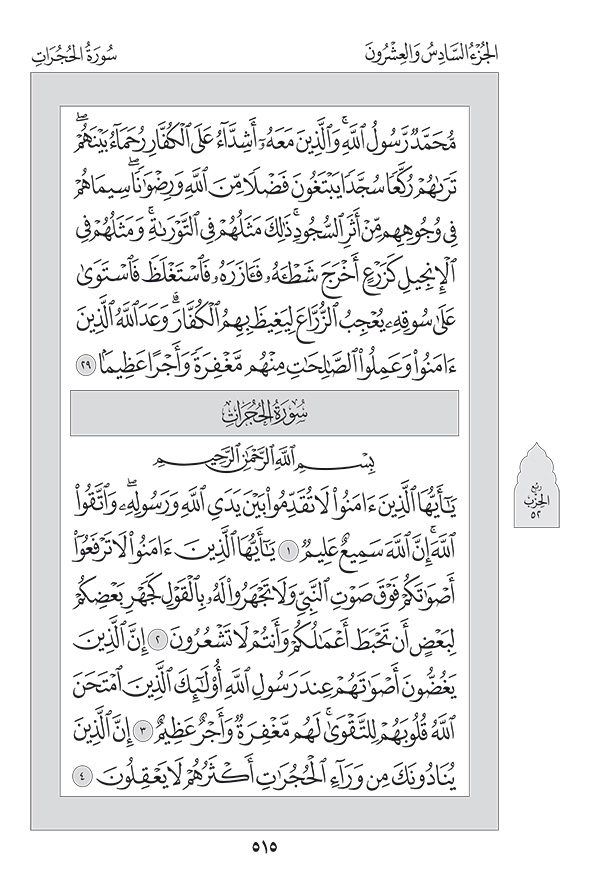 الجُزْءُ السَّادِسُ وَالعِشْرُونَ
سُورَةُ الحُجُرَاتِ
مُّحَمَّدٌ رَّسُولُ ٱللَّهِۚ وَٱلَّذِينَ مَعَهُۥٓ أَشِدَّآءُ عَلَى ٱلْكُفَّارِ رُحَمَآءُ بَيْنَهُمْۖ
تَرَىٰهُمْ رُكَّعًا سُجَّدًا يَبْتَغُونَ فَضْلًا مِّنَ ٱللَّهِ وَرِضْوَٰنًاۖ سِيمَاهُمْ
فِى وُجُوهِهِم مِّنْ أَثَرِ ٱلسُّجُودِۚ ذَٰلِكَ مَثَلُهُمْ فِى ٱلتَّوْرَىٰةِۚ وَمَثَلُهُمْ فِى
ٱلْإِنجِيلِ كَزَرْعٍ أَخْرَجَ شَطْـَٔهُۥ فَـَٔازَرَهُۥ فَٱسْتَغْلَظَ فَٱسْتَوَىٰ
عَلَىٰ سُوقِهِۦ يُعْجِبُ ٱلزُّرَّاعَ لِيَغِيظَ بِهِمُ ٱلْكُفَّارَۗ وَعَدَ ٱللَّهُ ٱلَّذِينَ
ءَامَنُوا۟ وَعَمِلُوا۟ ٱلصَّٰلِحَٰتِ مِنْهُم مَّغْفِرَةً وَأَجْرًا عَظِيمًۢا ٢٩
سُورَةُ الحُجُرَاتِ
بِسْمِ ٱللَّهِ ٱلرَّحْمَٰنِ ٱلرَّحِيمِ
يَٰٓأَيُّهَا ٱلَّذِينَ ءَامَنُوا۟ لَا تُقَدِّمُوا۟ بَيْنَ يَدَىِ ٱللَّهِ وَرَسُولِهِۦۖ وَٱتَّقُوا۟
ٱللَّهَۚ إِنَّ ٱللَّهَ سَمِيعٌ عَلِيمٌ ١ يَٰٓأَيُّهَا ٱلَّذِينَ ءَامَنُوا۟ لَا تَرْفَعُوٓا۟
أَصْوَٰتَكُمْ فَوْقَ صَوْتِ ٱلنَّبِىِّ وَلَا تَجْهَرُوا۟ لَهُۥ بِٱلْقَوْلِ كَجَهْرِ بَعْضِكُمْ
لِبَعْضٍ أَن تَحْبَطَ أَعْمَٰلُكُمْ وَأَنتُمْ لَا تَشْعُرُونَ ٢ إِنَّ ٱلَّذِينَ
يَغُضُّونَ أَصْوَٰتَهُمْ عِندَ رَسُولِ ٱللَّهِ أُو۟لَٰٓئِكَ ٱلَّذِينَ ٱمْتَحَنَ
ٱللَّهُ قُلُوبَهُمْ لِلتَّقْوَىٰۚ لَهُم مَّغْفِرَةٌ وَأَجْرٌ عَظِيمٌ ٣ إِنَّ ٱلَّذِينَ
يُنَادُونَكَ مِن وَرَآءِ ٱلْحُجُرَٰتِ أَكْثَرُهُمْ لَا يَعْقِلُونَ ٤
رُبع
الحِزب
٥٢
٥١٥